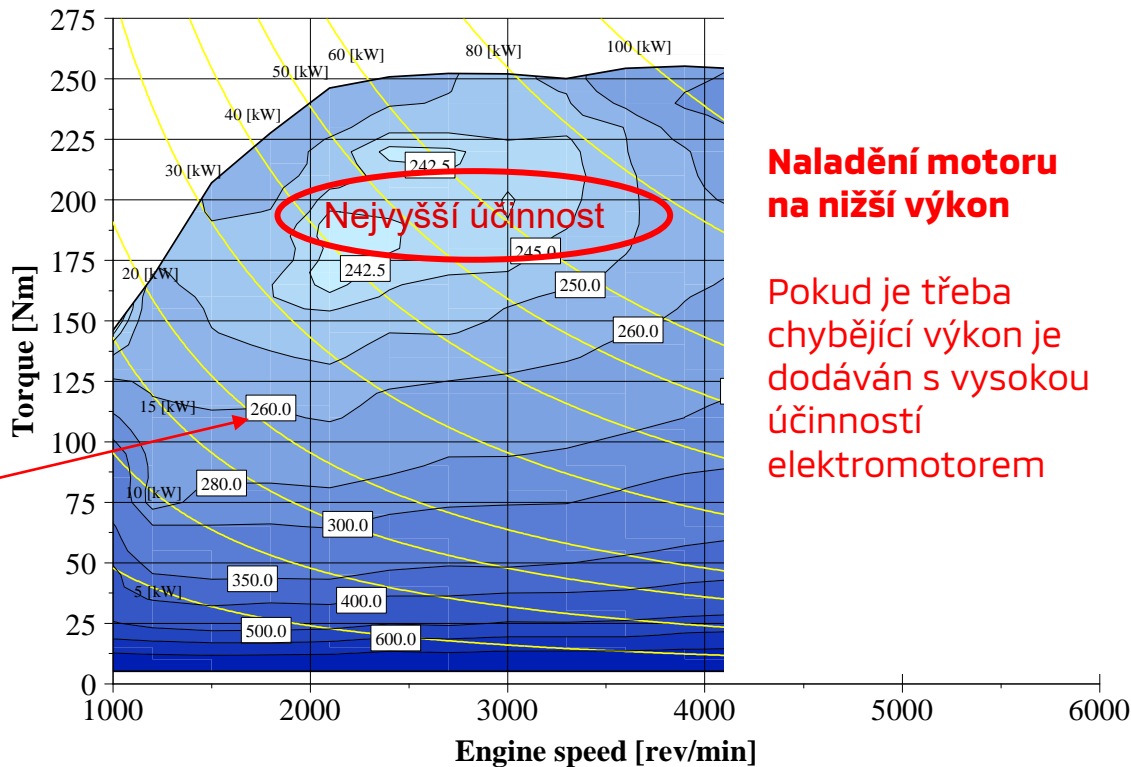 275
250
225
200
175
150
125
100
75
50
25
0
Torque [Nm]
1000
2000
3000
4000
5000
6000
Engine speed [rev/min]
100 [kW]
80 [kW]
60 [kW]
50 [kW]
40 [kW]
30 [kW]
20 [kW]
15 [kW]
10 [kW]
5 [kW]
242.5
Nejvyšší účinnost
245.0
242.5
250.0
260.0
260.0
280.0
300.0
350.0
400.0
500.0
600.0
Naladění motoru
na nižší výkon
Pokud je třeba
chybějící výkon je
dodáván s vysokou
účinností
elektromotorem